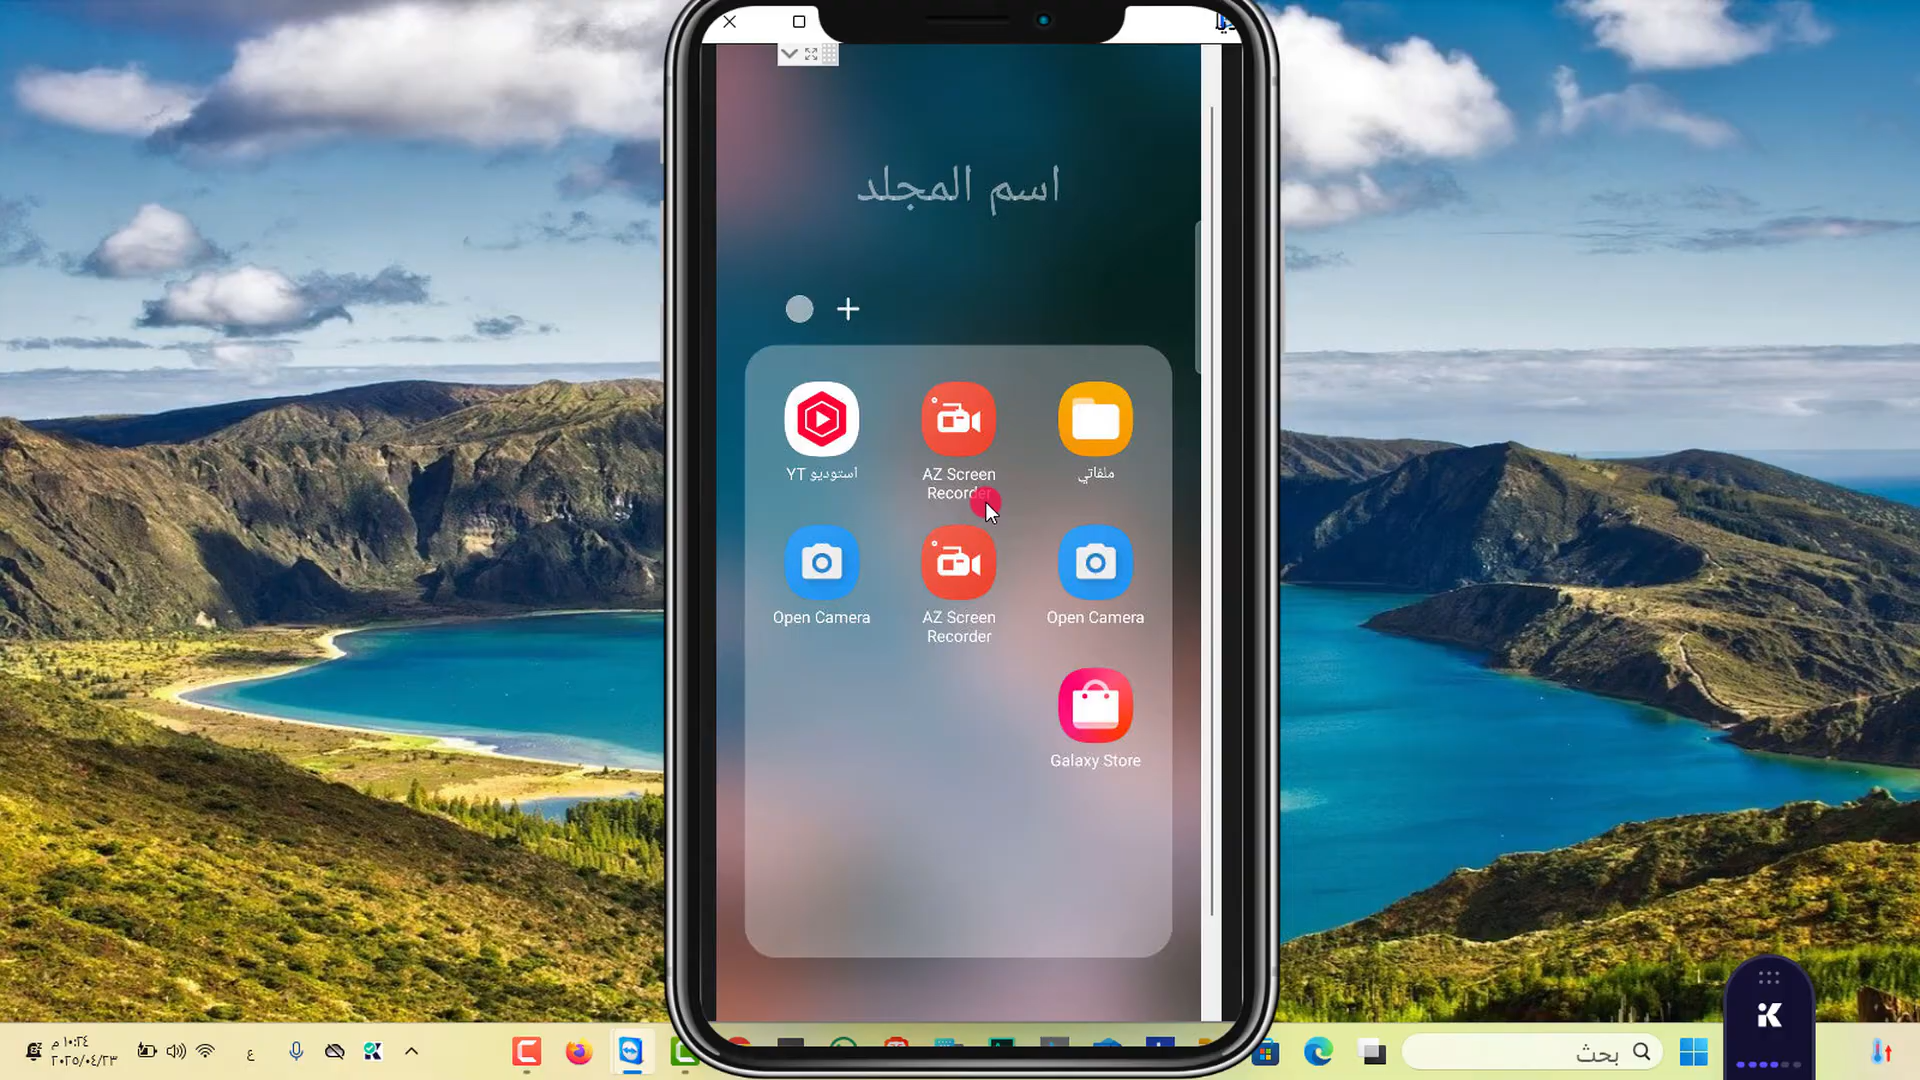 اسم المجلد
ملفاتي
AZ Screen
Recorder
استوديو YT
Open Camera
AZ Screen
Recorder
Open Camera
Galaxy Store
بحث
ع
١٠:٢٤ م
٢٠٢٥/٠٤/٢٣